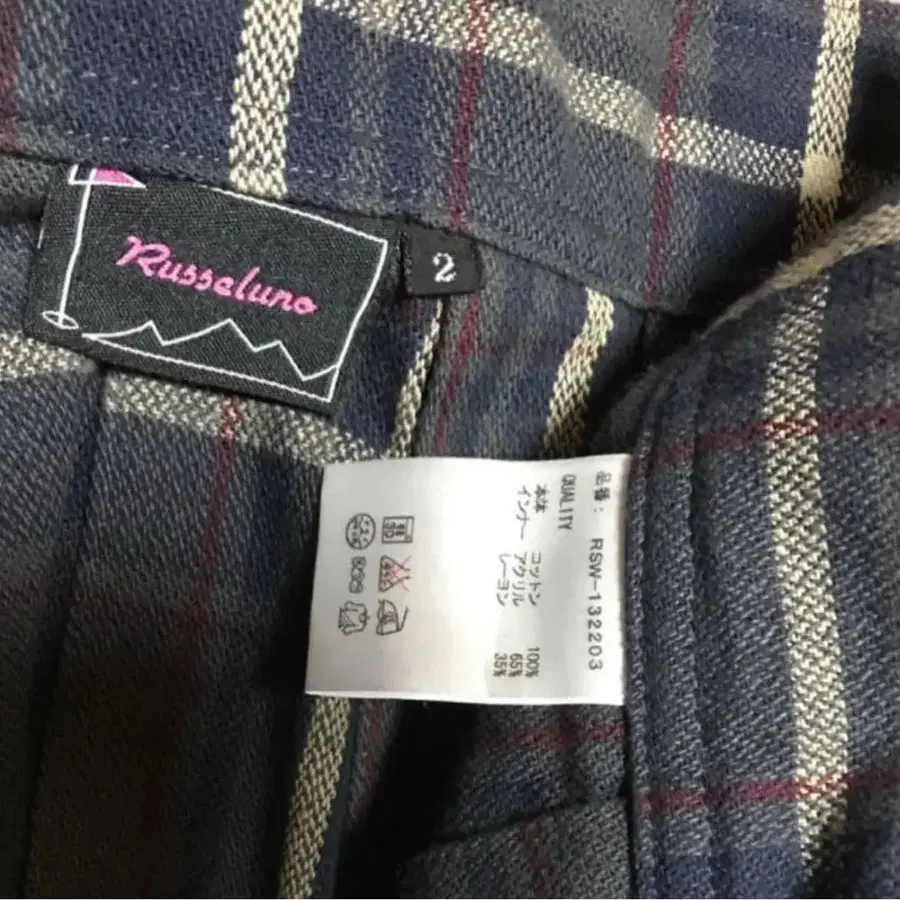 Russeluno
2
品番: RSW-132203
QUALITY
本体 コットン 100%
インナー アクリル 65%
レーヨン 35%